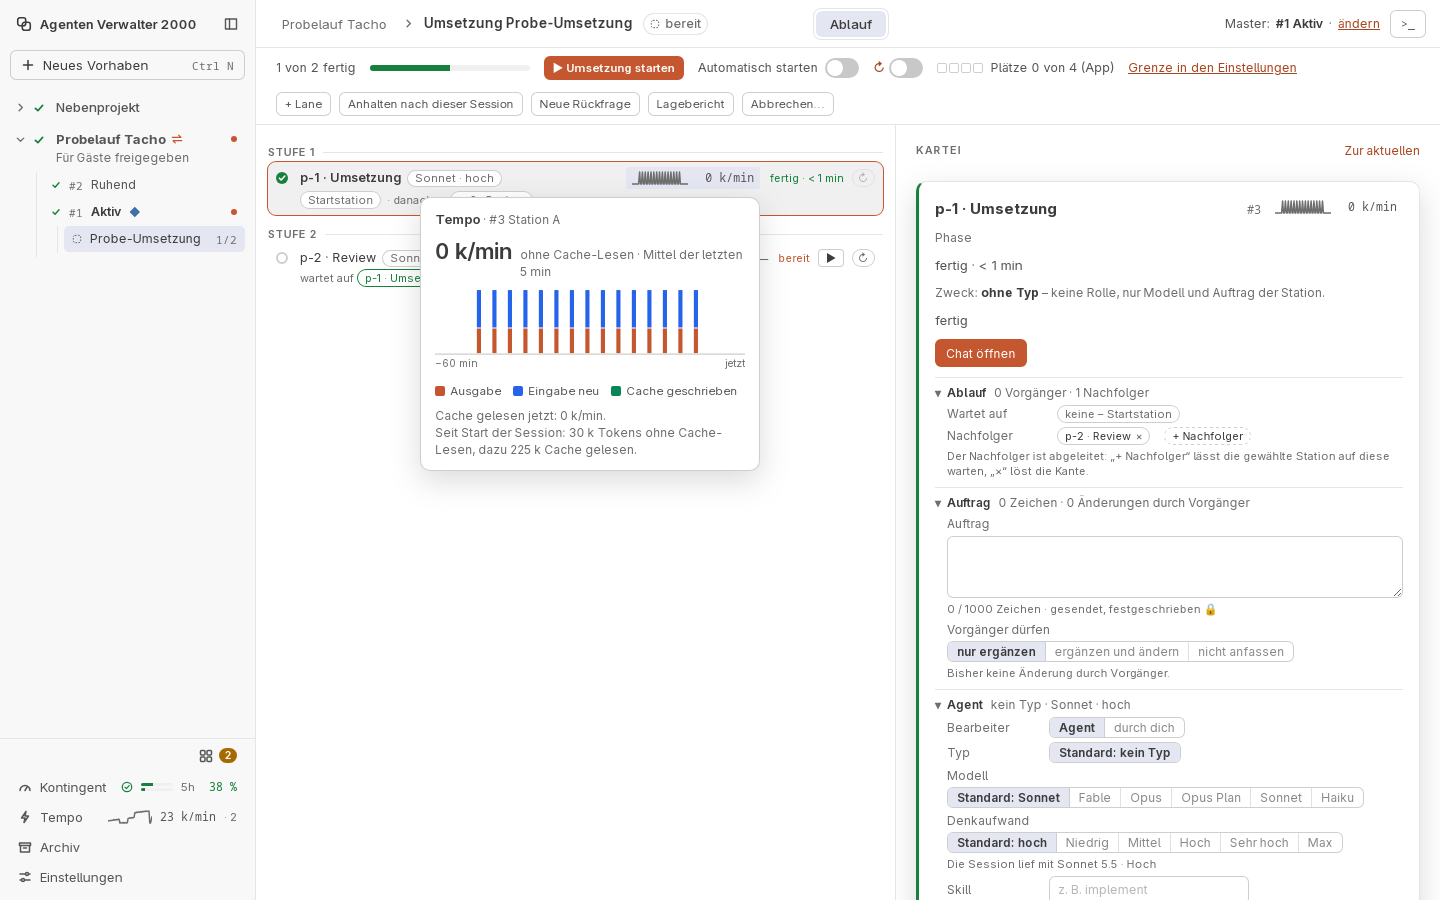 Agenten Verwalter 2000
Neues Vorhaben Ctrl N
Nebenprojekt
Probelauf Tacho
Für Gäste freigegeben
#2 Ruhend
#1 Aktiv
Probe-Umsetzung 1/2
2
Kontingent 5h 38 %
Tempo 23 k/min · 2
Archiv
Einstellungen
Probelauf Tacho
Umsetzung Probe-Umsetzung
bereit
Ablauf
Master: #1 Aktiv · ändern
>_
1 von 2 fertig
Umsetzung starten
Automatisch starten
Plätze 0 von 4 (App)
Grenze in den Einstellungen
+ Lane
Anhalten nach dieser Session
Neue Rückfrage
Lagebericht
Abbrechen…
STUFE 1
p-1 · Umsetzung Sonnet · hoch 0 k/min fertig · < 1 min
Startstation
STUFE 2
p-2 · Review — bereit
wartet auf
Tempo · #3 Station A
0 k/min ohne Cache-Lesen · Mittel der letzten
5 min
−60 min jetzt
Ausgabe Eingabe neu Cache geschrieben
Cache gelesen jetzt: 0 k/min.
Seit Start der Session: 30 k Tokens ohne Cache-
Lesen, dazu 225 k Cache gelesen.
KARTEI Zur aktuellen
p-1 · Umsetzung #3 0 k/min
Phase
fertig · < 1 min
Zweck: ohne Typ – keine Rolle, nur Modell und Auftrag der Station.
fertig
Chat öffnen
▾ Ablauf 0 Vorgänger · 1 Nachfolger
Wartet auf keine – Startstation
Nachfolger p-2 · Review × + Nachfolger
Der Nachfolger ist abgeleitet: „+ Nachfolger“ lässt die gewählte Station auf diese
warten, „×“ löst die Kante.
▾ Auftrag 0 Zeichen · 0 Änderungen durch Vorgänger
Auftrag
0 / 1000 Zeichen · gesendet, festgeschrieben 🔒
Vorgänger dürfen
nur ergänzen ergänzen und ändern nicht anfassen
Bisher keine Änderung durch Vorgänger.
▾ Agent kein Typ · Sonnet · hoch
Bearbeiter Agent durch dich
Typ Standard: kein Typ
Modell
Standard: Sonnet Fable Opus Opus Plan Sonnet Haiku
Denkaufwand
Standard: hoch Niedrig Mittel Hoch Sehr hoch Max
Die Session lief mit Sonnet 5.5 · Hoch
Skill z. B. implement